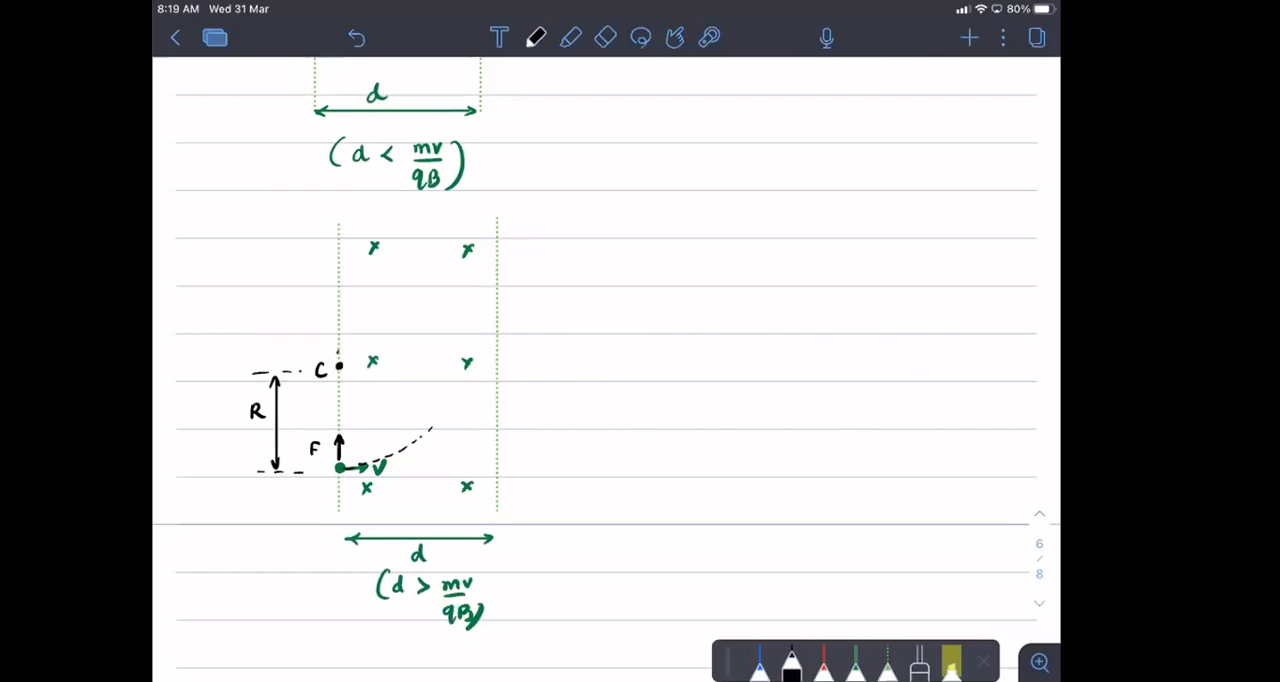 8:19 AM Wed 31 Mar 80%
T
d
(d < mv/qB)
x x
C x x
R
F
v
x x
d
(d > mv/qB)
6
/
8